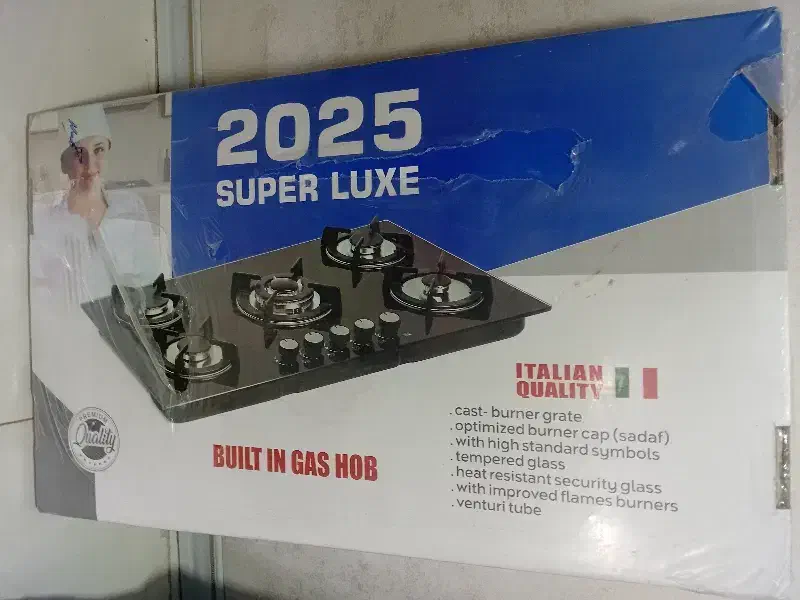 2025
SUPER LUXE
ITALIAN
QUALITY
. cast- burner grate
. optimized burner cap (sadaf)
. with high standard symbols
. tempered glass
. heat resistant security glass
. with improved flames burners
. venturi tube
BUILT IN GAS HOB
PREMIUM
Quality